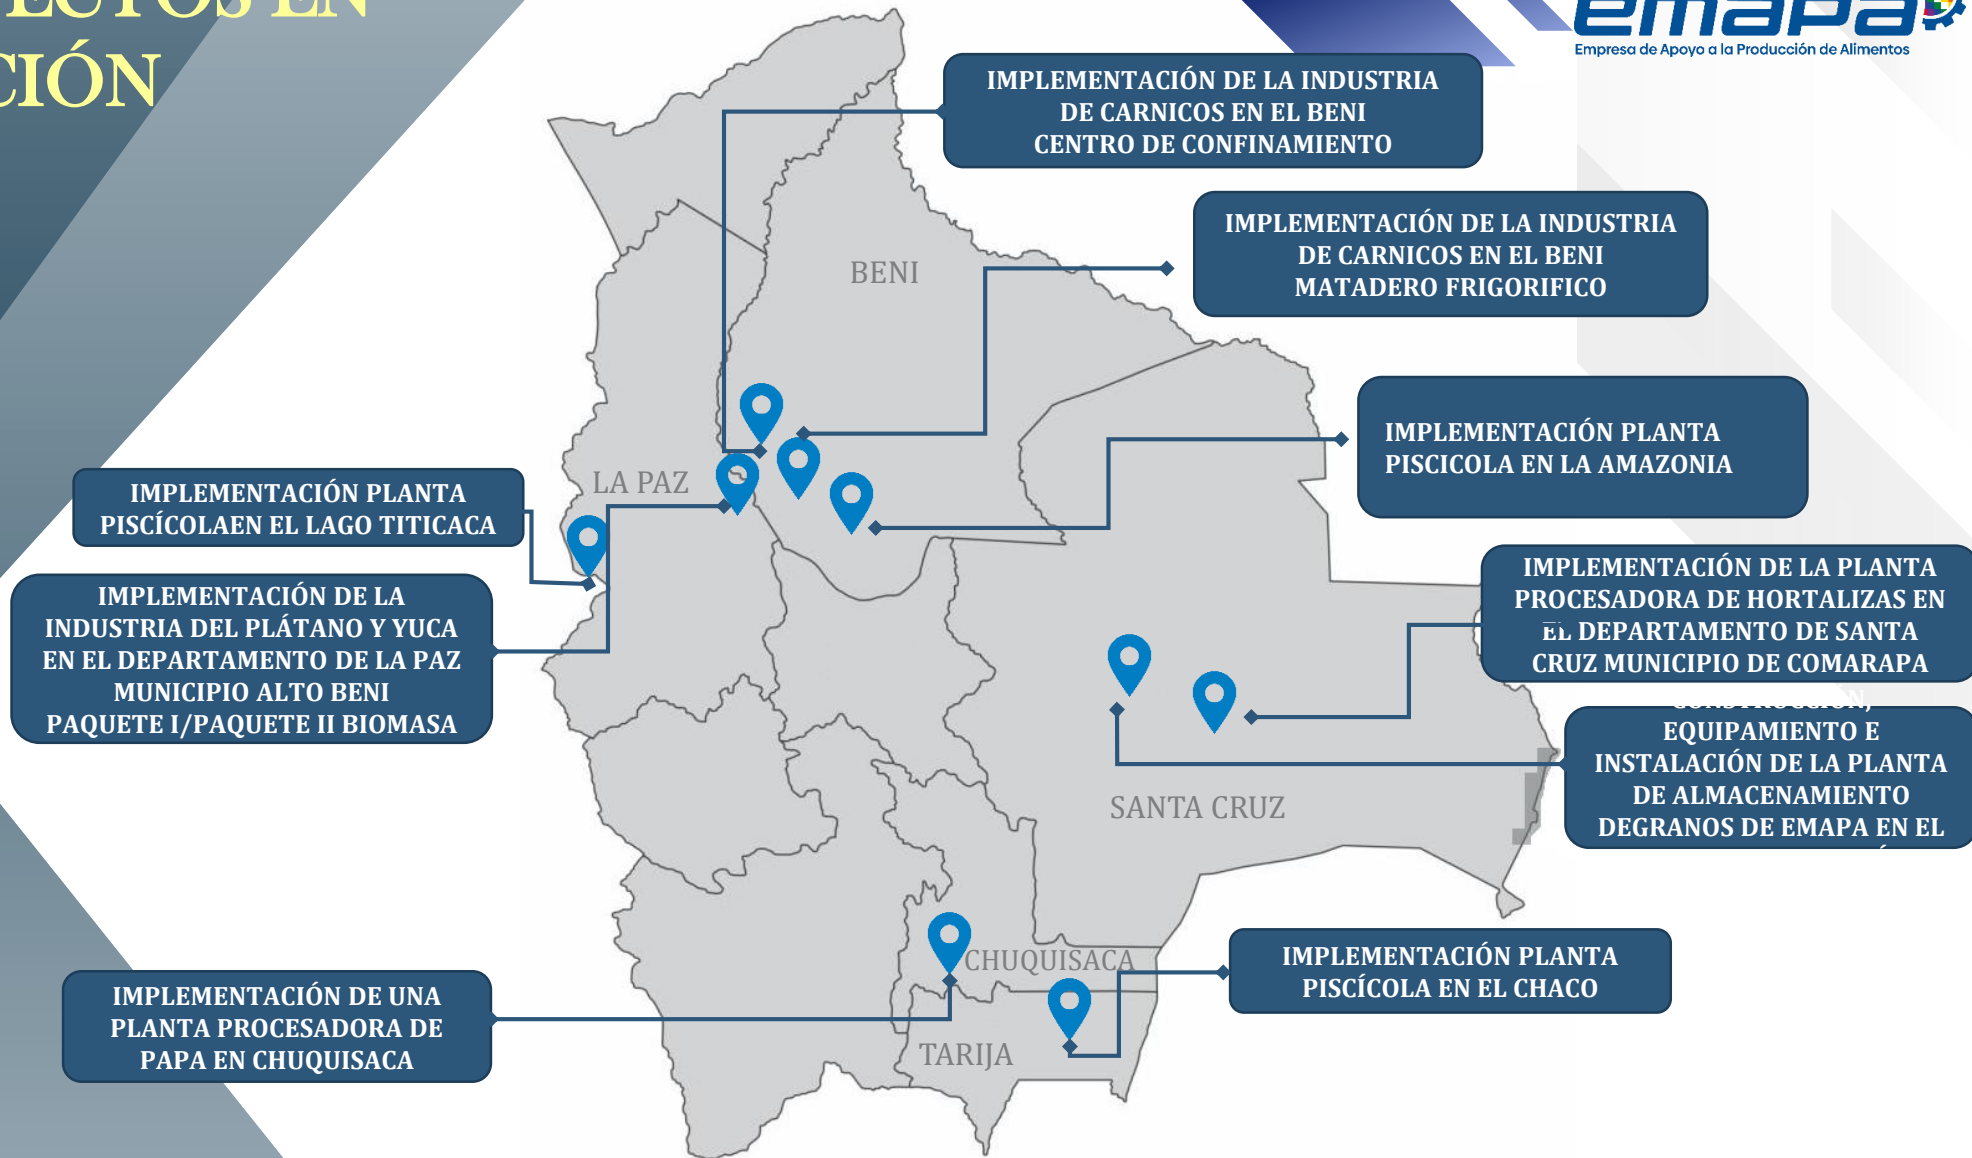 EN
CIÓN
emapa
Empresa de Apoyo a la Producción de Alimentos
IMPLEMENTACIÓN DE LA INDUSTRIA
DE CARNICOS EN EL BENI
CENTRO DE CONFINAMIENTO
IMPLEMENTACIÓN DE LA INDUSTRIA
DE CARNICOS EN EL BENI
MATADERO FRIGORIFICO
BENI
IMPLEMENTACIÓN PLANTA
PISCICOLA EN LA AMAZONIA
LA PAZ
IMPLEMENTACIÓN PLANTA
PISCÍCOLAEN EL LAGO TITICACA
IMPLEMENTACIÓN DE LA
INDUSTRIA DEL PLÁTANO Y YUCA
EN EL DEPARTAMENTO DE LA PAZ
MUNICIPIO ALTO BENI
PAQUETE I/PAQUETE II BIOMASA
IMPLEMENTACIÓN DE LA PLANTA
PROCESADORA DE HORTALIZAS EN
EL DEPARTAMENTO DE SANTA
CRUZ MUNICIPIO DE COMARAPA
CONSTRUCCIÓN,
EQUIPAMIENTO E
INSTALACIÓN DE LA PLANTA
DE ALMACENAMIENTO
DEGRANOS DE EMAPA EN EL
SANTA CRUZ
CHUQUISACA
IMPLEMENTACIÓN PLANTA
PISCÍCOLA EN EL CHACO
IMPLEMENTACIÓN DE UNA
PLANTA PROCESADORA DE
PAPA EN CHUQUISACA
TARIJA